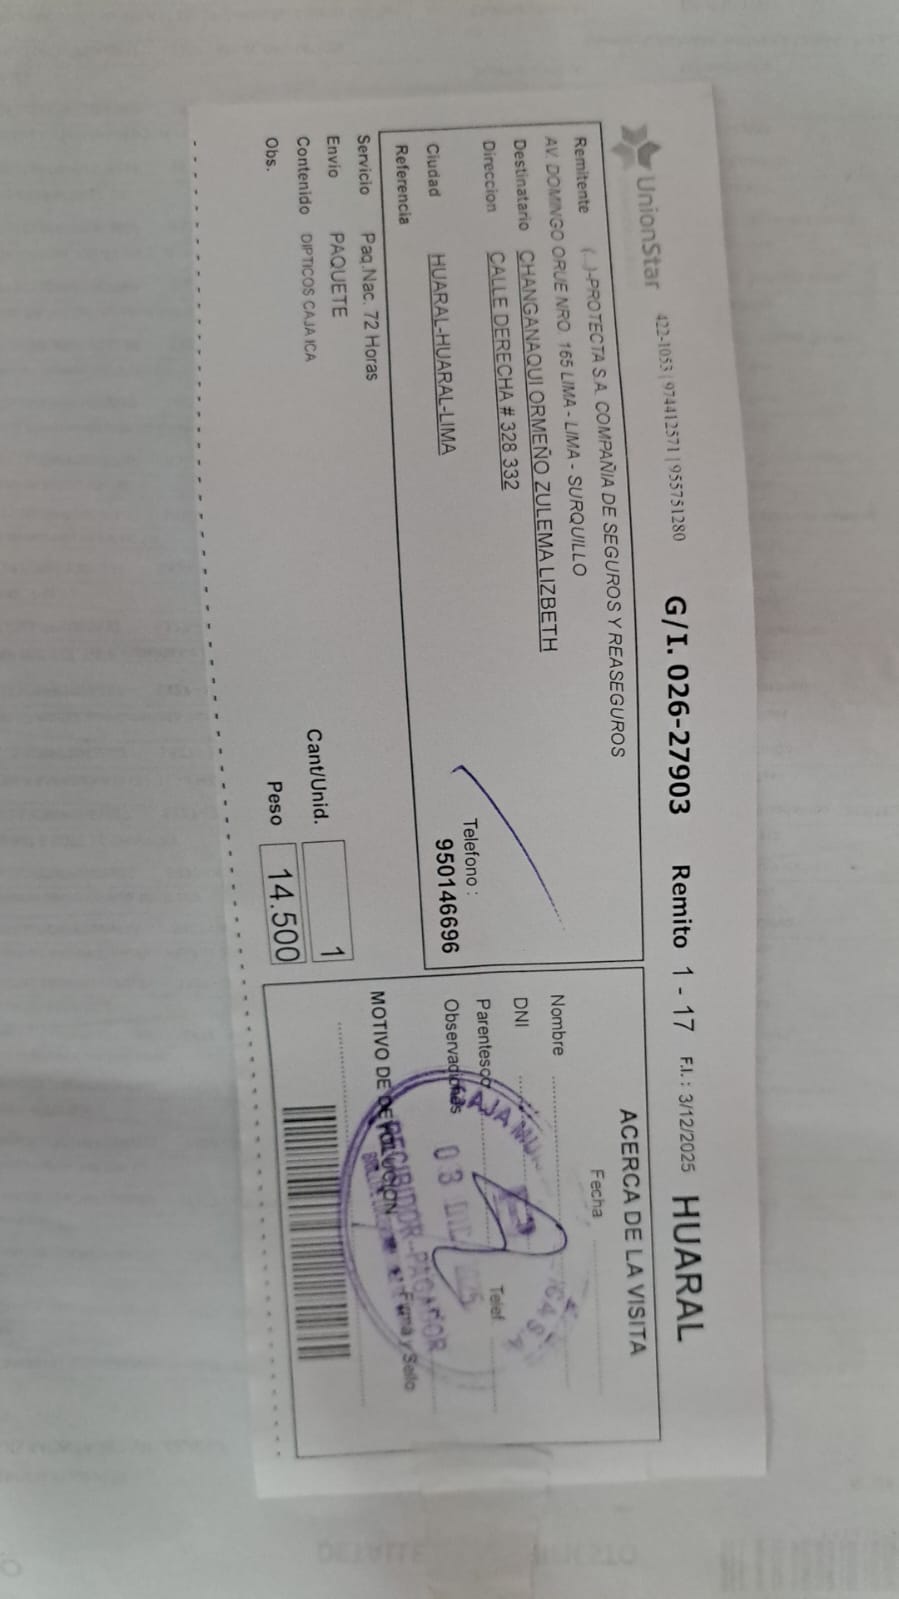 UnionStar 422-1053 | 974412571 | 955751280 G/I. 026-27903 Remito 1 - 17 F.I. : 3/12/2025 HUARAL
Remitente (...)-PROTECTA S.A. COMPAÑIA DE SEGUROS Y REASEGUROS
AV. DOMINGO ORUE NRO. 165 LIMA - LIMA - SURQUILLO
Destinatario CHANGANAQUI ORMEÑO ZULEMA LIZBETH
Direccion CALLE DERECHA # 328 332
Telefono :
Ciudad HUARAL-HUARAL-LIMA 950146696
Referencia
Servicio Paq.Nac. 72 Horas
Envio PAQUETE
Contenido DIPTICOS CAJA ICA
Obs.
Cant/Unid. 1
Peso 14.500
ACERCA DE LA VISITA
Fecha
Nombre
DNI
Parentesco Telef
Observaciones
MOTIVO DE DEVOLUCION Firma y Sello
CAJA
03 DIC
RECIBIDOR - PAGADOR